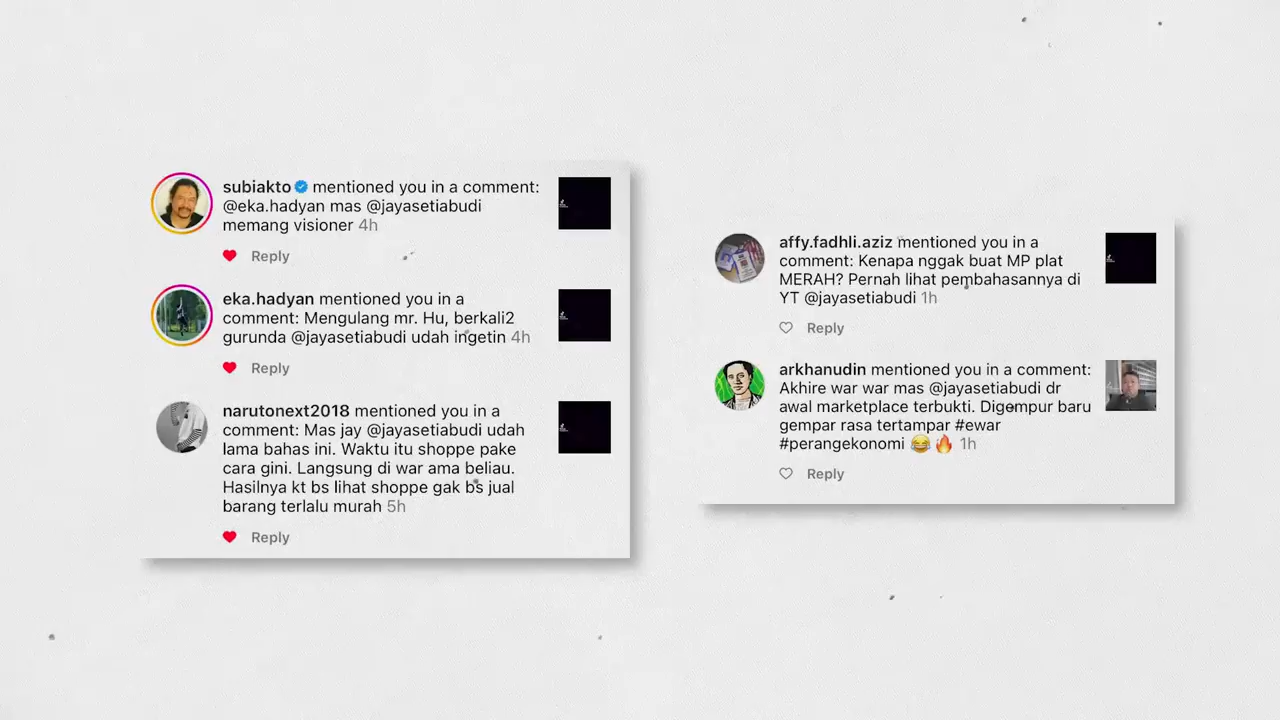 subiakto mentioned you in a comment:
@eka.hadyan mas @jayasetiabudi
memang visioner 4h
Reply
eka.hadyan mentioned you in a
comment: Mengulang mr. Hu, berkali2
gurunda @jayasetiabudi udah ingetin 4h
Reply
narutonext2018 mentioned you in a
comment: Mas jay @jayasetiabudi udah
lama bahas ini. Waktu itu shoppe pake
cara gini. Langsung di war ama beliau.
Hasilnya kt bs lihat shoppe gak bs jual
barang terlalu murah 5h
Reply
affy.fadhli.aziz mentioned you in a
comment: Kenapa nggak buat MP plat
MERAH? Pernah lihat pembahasannya di
YT @jayasetiabudi 1h
Reply
arkhanudin mentioned you in a comment:
Akhire war war mas @jayasetiabudi dr
awal marketplace terbukti. Digempur baru
gempar rasa tertampar #ewar
#perangekonomi 😂🔥 1h
Reply